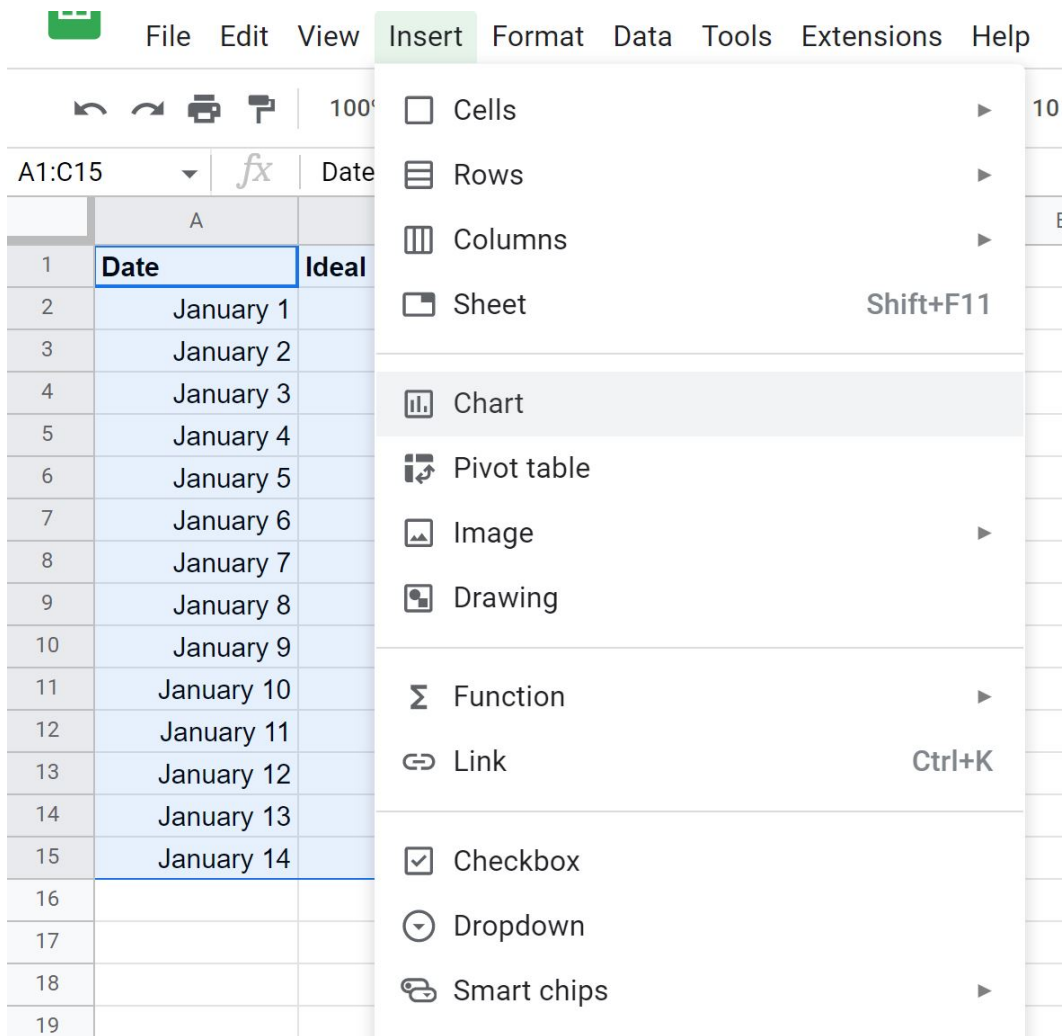 File Edit View Insert Format Data Tools Extensions Help
100% 10
A1:C15 fx Date
A
1 Date Ideal
2 January 1
3 January 2
4 January 3
5 January 4
6 January 5
7 January 6
8 January 7
9 January 8
10 January 9
11 January 10
12 January 11
13 January 12
14 January 13
15 January 14
16
17
18
19
Cells
Rows
Columns
Sheet Shift+F11
Chart
Pivot table
Image
Drawing
Function
Link Ctrl+K
Checkbox
Dropdown
Smart chips